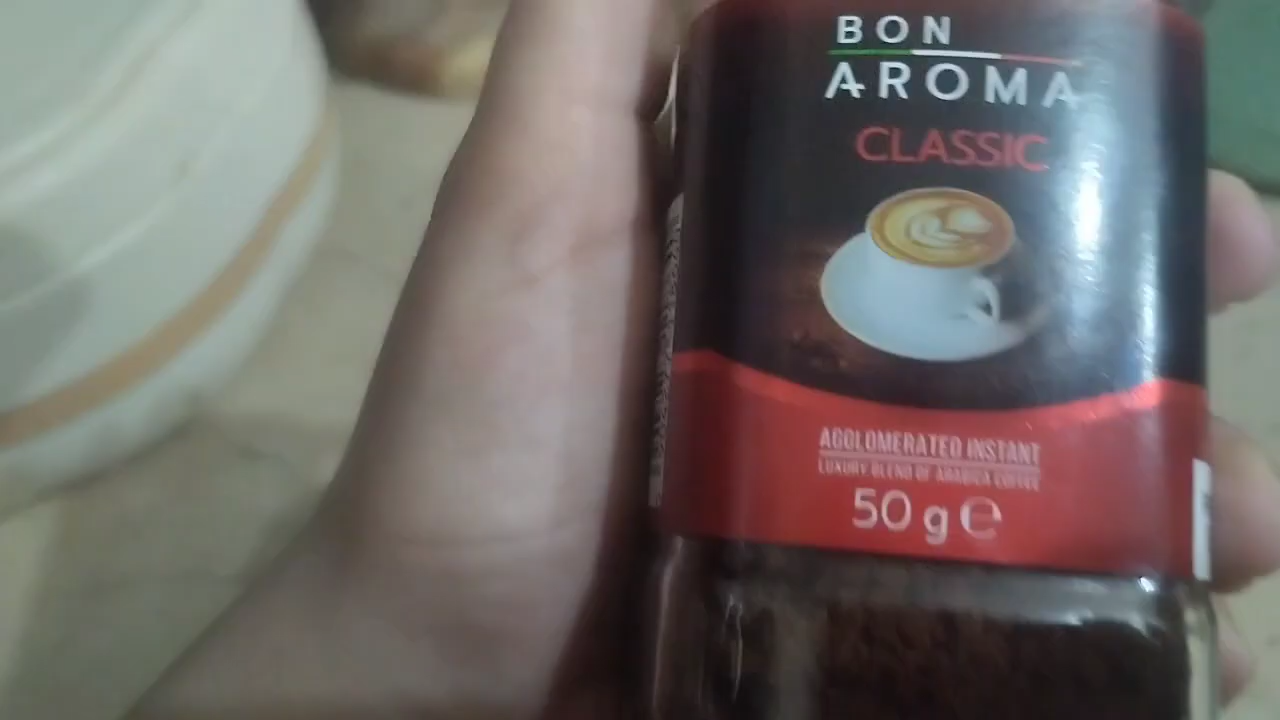 BON
AROMA
CLASSIC
AGGLOMERATED INSTANT
LUXURY BLEND OF ARABICA COFFEE
50 g ℮